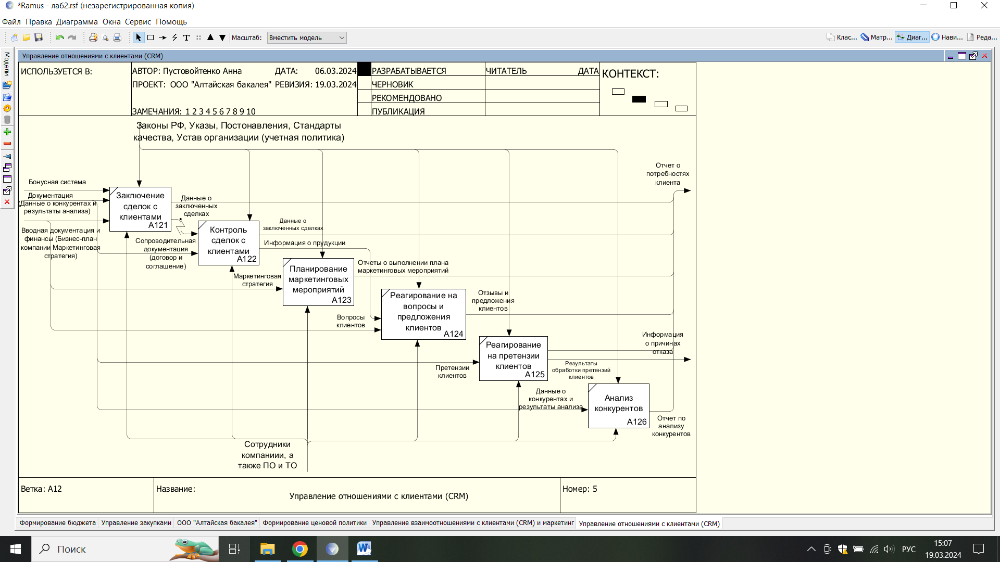 *Ramus - лаб2.rsf (незарегистрированная копия)
Файл Правка Диаграмма Окна Сервис Помощь
Масштаб: Вместить модель
Клас... Матр... Диаг... Нави... Реда...
Модели
Управление отношениями с клиентами (CRM)
ИСПОЛЬЗУЕТСЯ В:
АВТОР: Пустовойтенко Анна ДАТА: 06.03.2024
ПРОЕКТ: ООО "Алтайская бакалея" РЕВИЗИЯ: 19.03.2024
ЗАМЕЧАНИЯ: 1 2 3 4 5 6 7 8 9 10
РАЗРАБАТЫВАЕТСЯ
ЧЕРНОВИК
РЕКОМЕНДОВАНО
ПУБЛИКАЦИЯ
ЧИТАТЕЛЬ ДАТА
КОНТЕКСТ:
Законы РФ, Указы, Постонавления, Стандарты
качества, Устав организации (учетная политика)
Отчет о
потребностях
клиента
Бонусная система
Документация
(Данные о конкурентах и
результаты анализа)
Вводная документация и
финансы (Бизнес-план
компании Маркетинговая
стратегия)
Заключение
сделок с
клиентами
A121
Данные о
заключенных
сделках
Сопроводительная
документация
(договор и
соглашение)
Контроль
сделок с
клиентами
A122
Данные о
заключенных сделках
Информация о прудукции
Маркетинговая
стратегия
Планирование
маркетинговых
мероприятий
A123
Отчеты о выполнении плана
маркетинговых мероприятий
Вопросы
клиентов
Реагирование на
вопросы и
предложения
клиентов
A124
Отзывы и
предложения
клиентов
Претензии
клиентов
Реагирование
на претензии
клиентов
A125
Информация
о причинах
отказа
Результаты
обработки претензий
клиентов
Данные о
конкурентах и
результаты анализа
Анализ
конкурентов
A126
Отчет по
анализу
конкурентов
Сотрудники
компаниии, а
также ПО и ТО
Ветка: A12
Название:
Управление отношениями с клиентами (CRM)
Номер: 5
Формирование бюджета Управление закупками ООО "Алтайская бакалея" Формирование ценовой политики Управление взаимоотношениями с клиентами (CRM) и маркетинг Управление отношениями с клиентами (CRM)
Поиск
РУС
15:07
19.03.2024